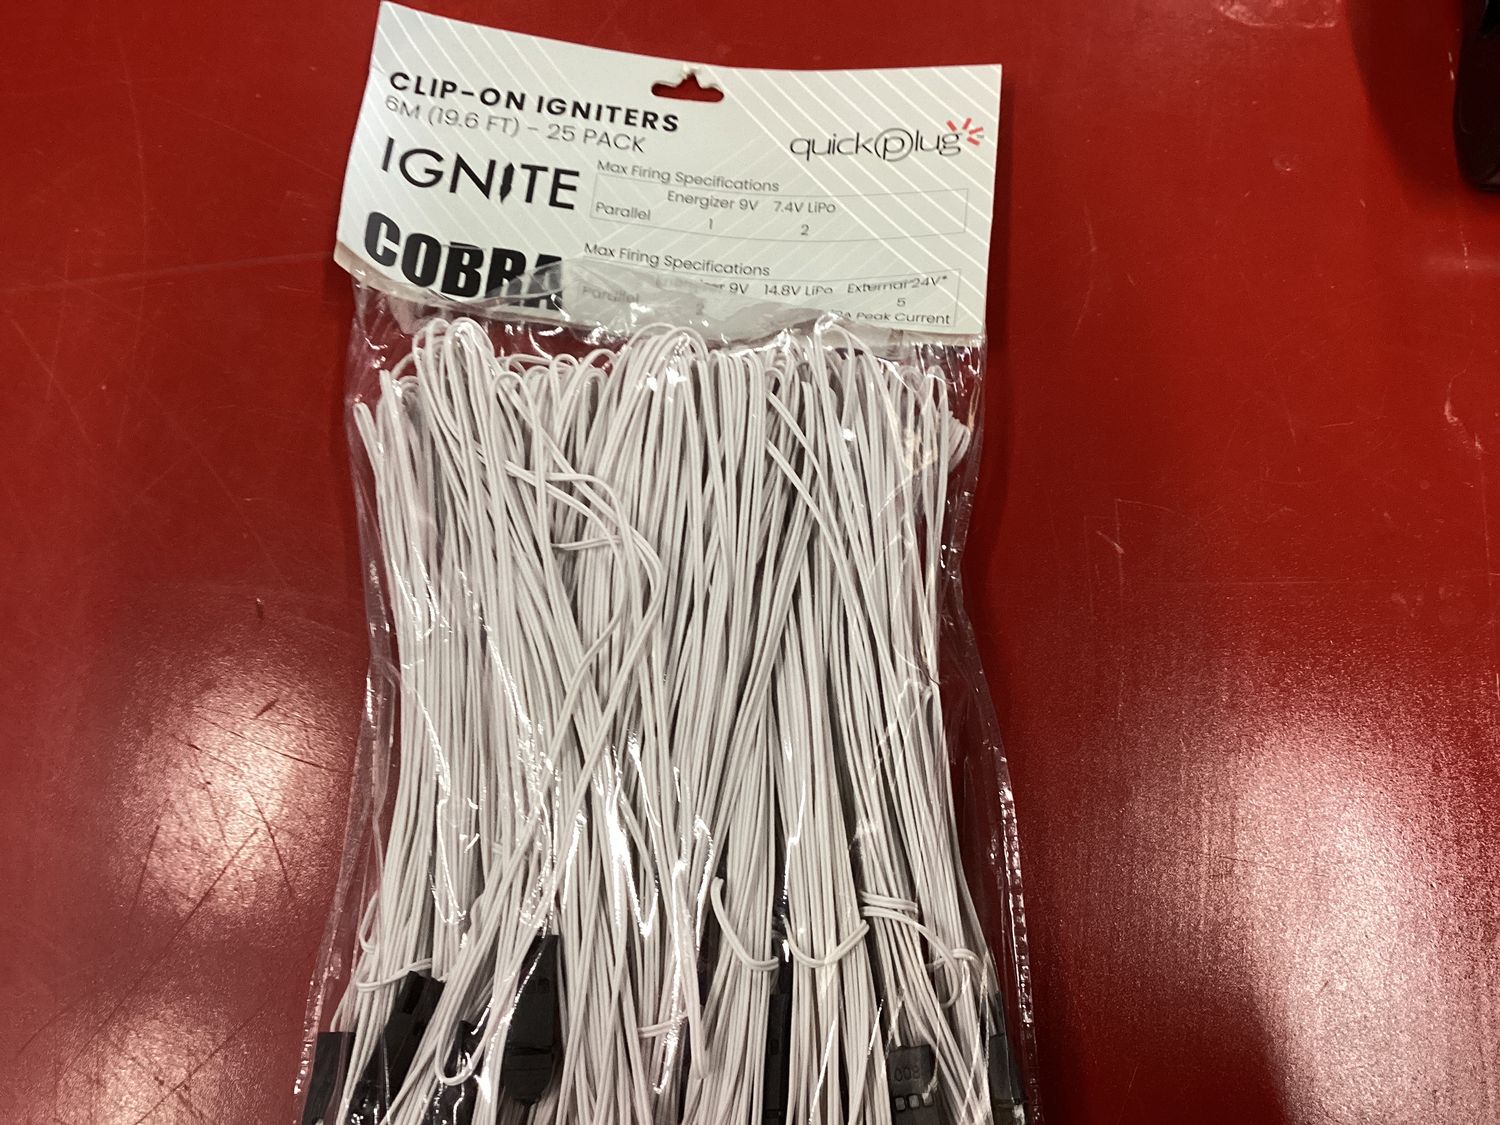 CLIP-ON IGNITERS
6M (19.6 FT) - 25 PACK
quickplug
IGNITE
Max Firing Specifications
Energizer 9V 7.4V LiPo
Parallel 1 2
COBRA
Max Firing Specifications
Energizer 9V 14.8V LiPo External 24V*
Parallel 2 5
2A Peak Current